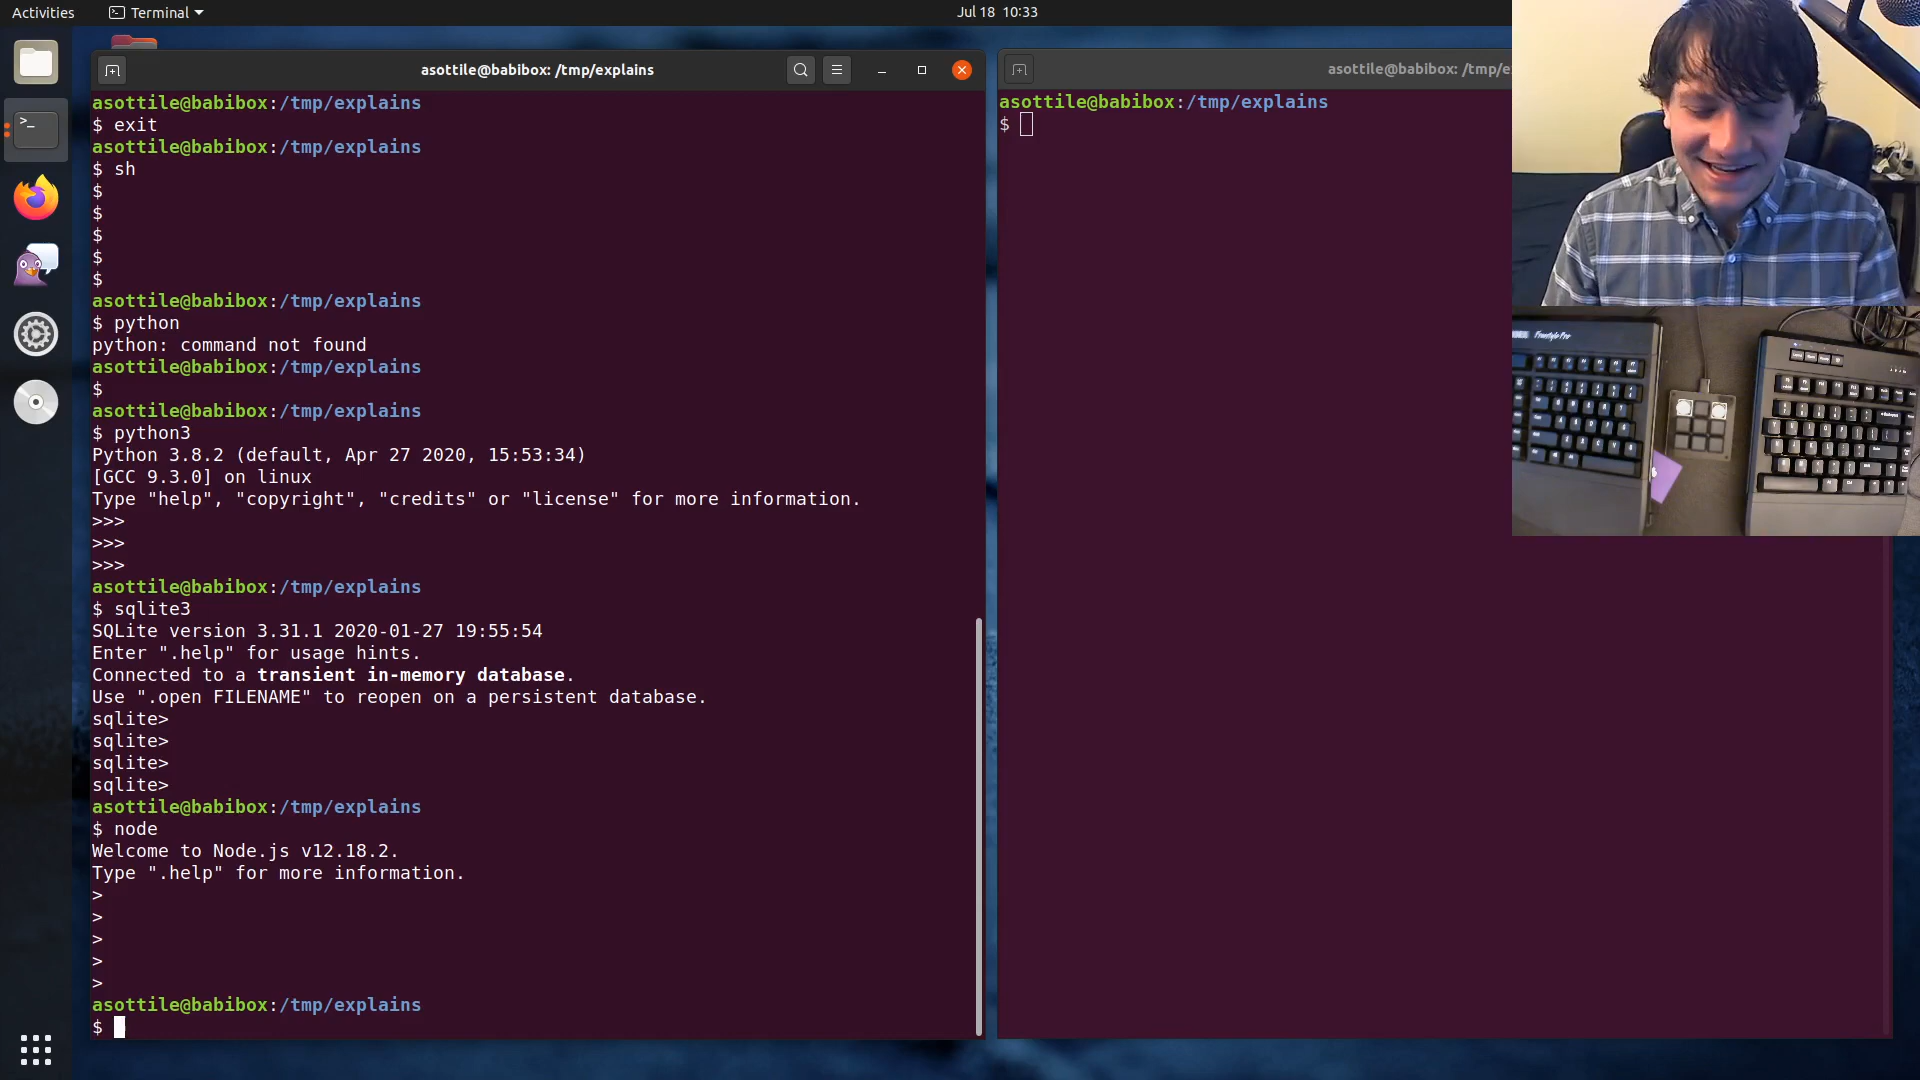 Activities
Terminal
Jul 18 10:33
asottile@babibox: /tmp/explains
asottile@babibox:/tmp/explains
$ exit
asottile@babibox:/tmp/explains
$ sh
$
$
$
$
$
asottile@babibox:/tmp/explains
$ python
python: command not found
asottile@babibox:/tmp/explains
$
asottile@babibox:/tmp/explains
$ python3
Python 3.8.2 (default, Apr 27 2020, 15:53:34)
[GCC 9.3.0] on linux
Type "help", "copyright", "credits" or "license" for more information.
>>>
>>>
>>>
asottile@babibox:/tmp/explains
$ sqlite3
SQLite version 3.31.1 2020-01-27 19:55:54
Enter ".help" for usage hints.
Connected to a transient in-memory database.
Use ".open FILENAME" to reopen on a persistent database.
sqlite>
sqlite>
sqlite>
sqlite>
asottile@babibox:/tmp/explains
$ node
Welcome to Node.js v12.18.2.
Type ".help" for more information.
>
>
>
>
>
asottile@babibox:/tmp/explains
$
asottile@babibox: /tmp/e
asottile@babibox:/tmp/explains
$
Freestyle Pro